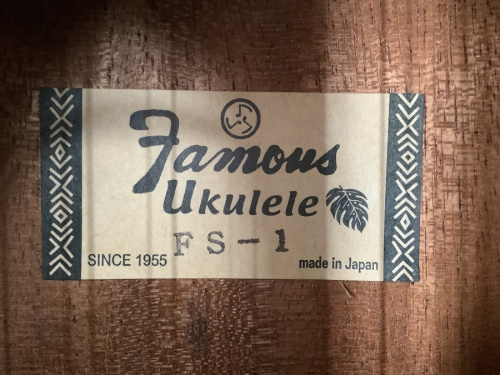 Famous
Ukulele
FS-1
SINCE 1955
made in Japan